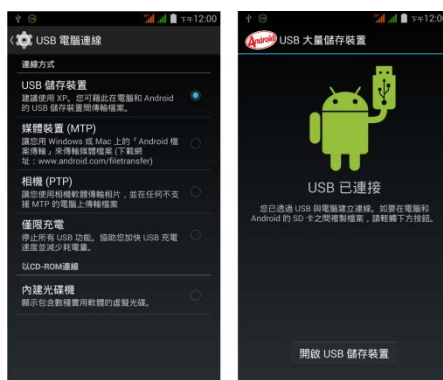 下午12:00
USB 電腦連線
連線方式
USB 儲存裝置
建議使用 XP。您可藉此在電腦和 Android
的 USB 儲存裝置間傳輸檔案。
媒體裝置 (MTP)
讓您用 Windows 或 Mac 上的「Android 檔
案傳輸」來傳輸媒體檔案 (下載網
址：www.android.com/filetransfer)
相機 (PTP)
讓您使用相機軟體傳輸相片，並在任何不支
援 MTP 的電腦上傳輸檔案
僅限充電
停止所有 USB 功能。協助您加快 USB 充電
速度並減少耗電量。
以CD-ROM連線
內建光碟機
顯示包含數種實用軟體的虛擬光碟。
下午12:00
Android
USB 大量儲存裝置
USB 已連接
您已透過 USB 與電腦建立連線。如要在電腦和
Android 的 SD 卡之間複製檔案，請輕觸下方按鈕。
開啟 USB 儲存裝置